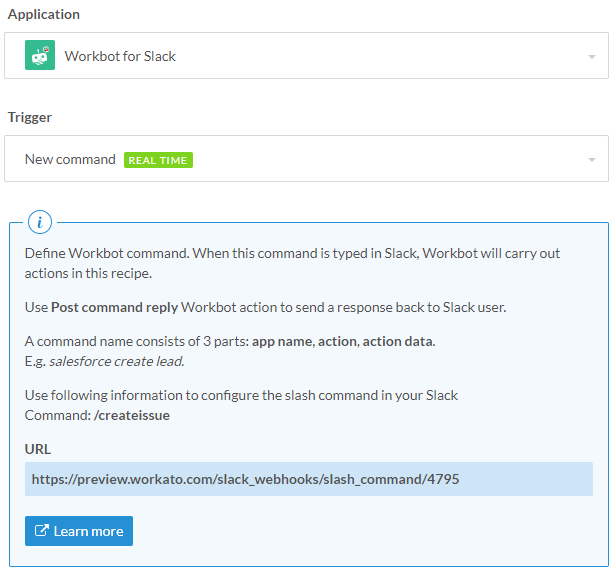 Application
Workbot for Slack
Trigger
New command REAL TIME
i
Define Workbot command. When this command is typed in Slack, Workbot will carry out
actions in this recipe.
Use Post command reply Workbot action to send a response back to Slack user.
A command name consists of 3 parts: app name, action, action data.
E.g. salesforce create lead.
Use following information to configure the slash command in your Slack
Command: /createissue
URL
https://preview.workato.com/slack_webhooks/slash_command/4795
Learn more